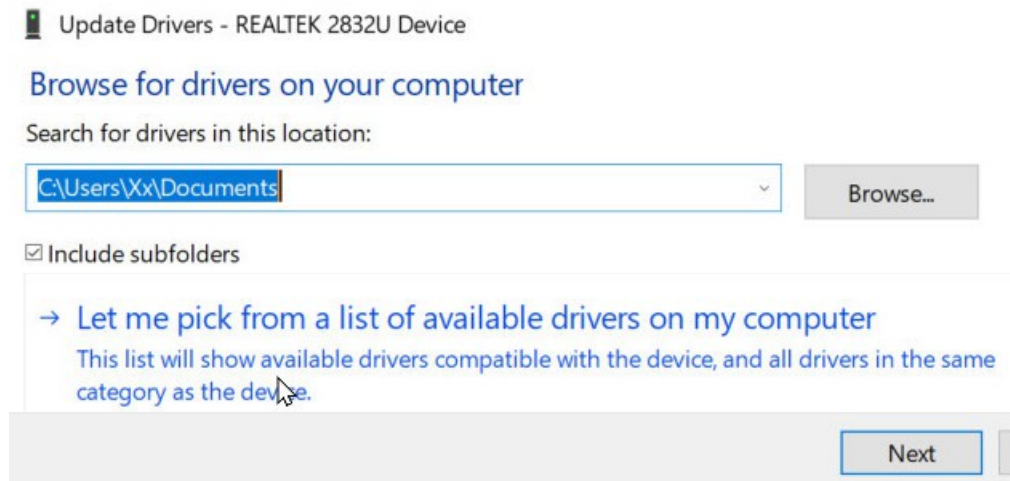 Update Drivers - REALTEK 2832U Device
Browse for drivers on your computer
Search for drivers in this location:
C:\Users\Xx\Documents
Browse...
Include subfolders
→ Let me pick from a list of available drivers on my computer
This list will show available drivers compatible with the device, and all drivers in the same
category as the device.
Next